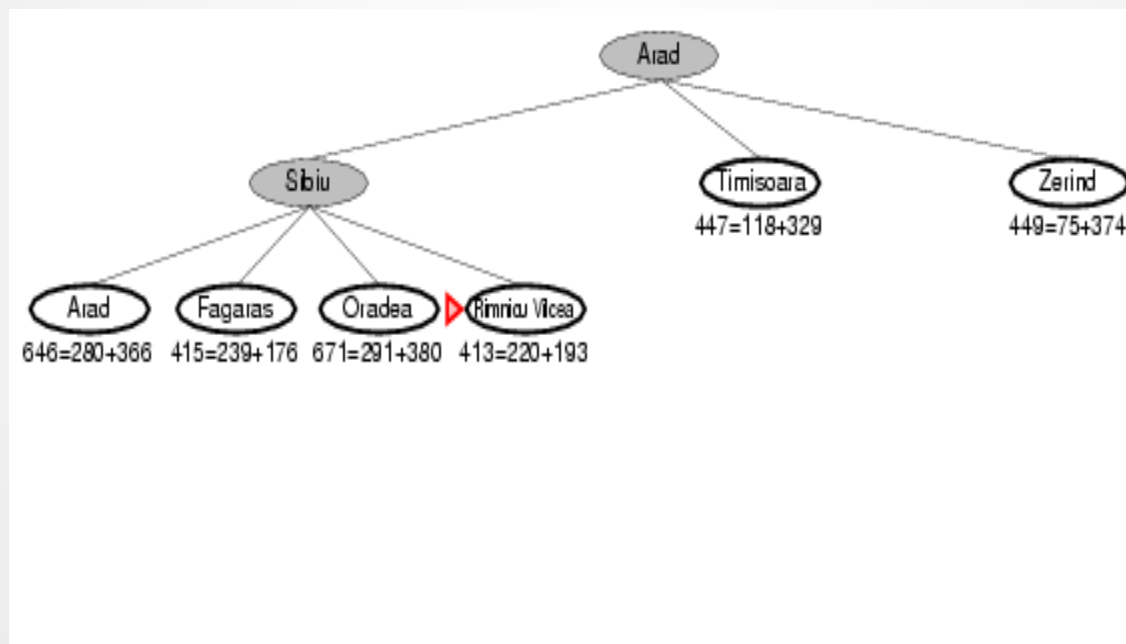 Arad
Sibiu
Timisoara
Zerind
447=118+329
449=75+374
Arad
Fagaras
Oradea
Rimnicu Vilcea
646=280+366
415=239+176
671=291+380
413=220+193